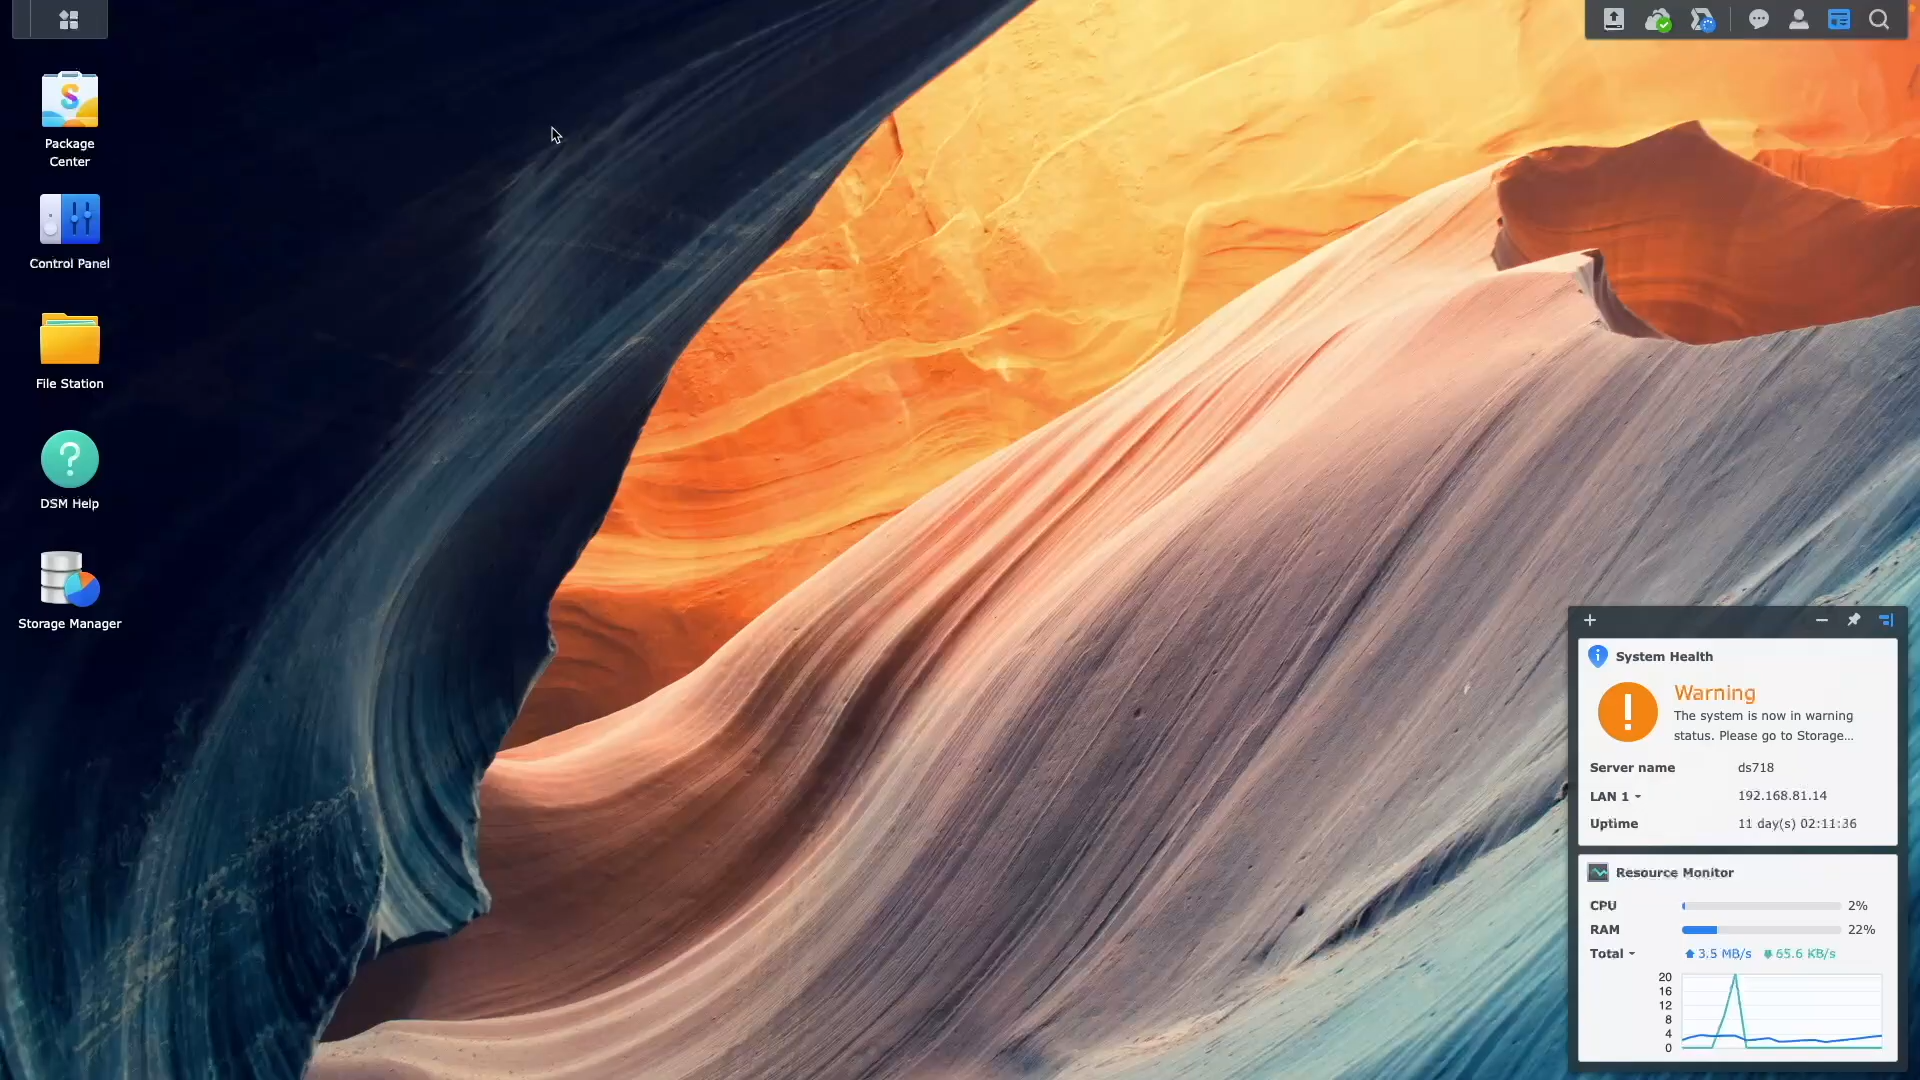 Package
Center
Control Panel
File Station
DSM Help
Storage Manager
System Health
Warning
The system is now in warning
status. Please go to Storage...
Server name ds718
LAN 1 192.168.81.14
Uptime 11 day(s) 02:11:36
Resource Monitor
CPU 2%
RAM 22%
Total 3.5 MB/s 65.6 KB/s
20
16
12
8
4
0